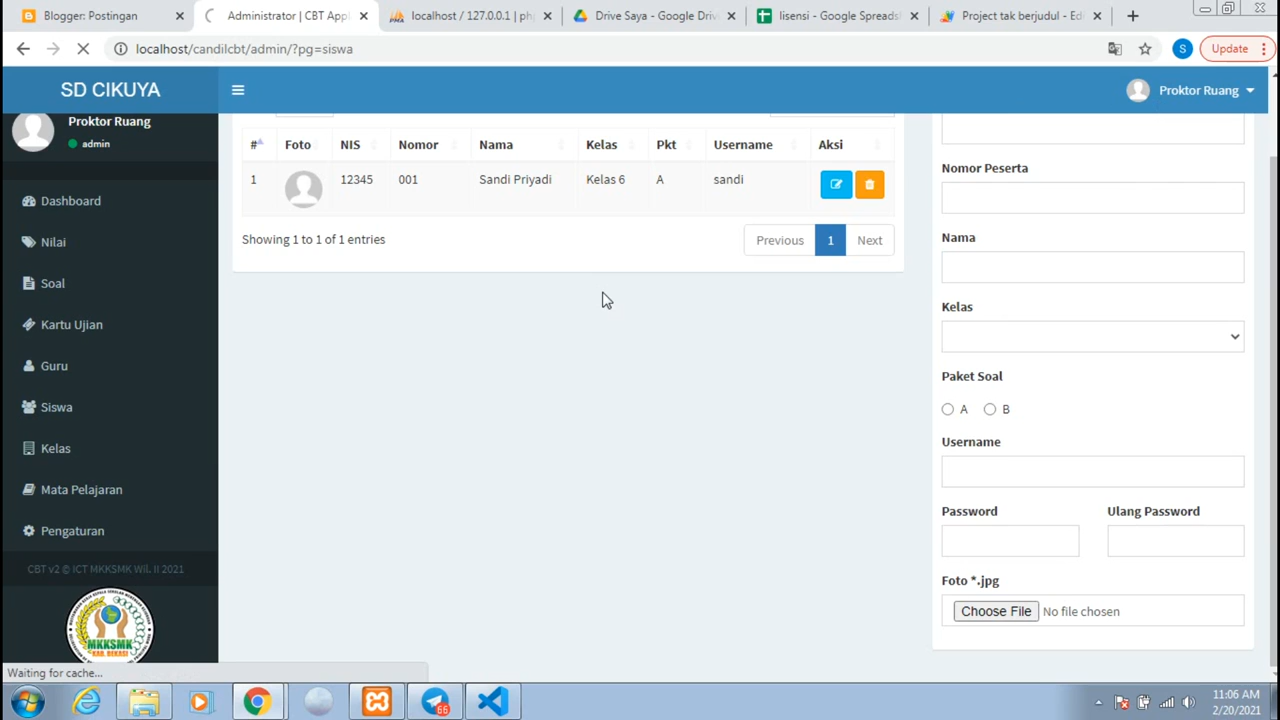 Blogger: Postingan
Administrator | CBT Appl
localhost / 127.0.0.1 | ph
Drive Saya - Google Driv
lisensi - Google Spreads
Project tak berjudul - Edi
localhost/candilcbt/admin/?pg=siswa
S
Update
SD CIKUYA
Proktor Ruang
Proktor Ruang
admin
# Foto NIS Nomor Nama Kelas Pkt Username Aksi
1 12345 001 Sandi Priyadi Kelas 6 A sandi
Showing 1 to 1 of 1 entries
Previous 1 Next
Dashboard
Nilai
Soal
Kartu Ujian
Guru
Siswa
Kelas
Mata Pelajaran
Pengaturan
CBT v2 © ICT MKKSMK Wil. II 2021
MKKSMK
KAB. BEKASI
Nomor Peserta
Nama
Kelas
Paket Soal
A B
Username
Password Ulang Password
Foto *.jpg
Choose File No file chosen
Waiting for cache...
66
11:06 AM
2/20/2021